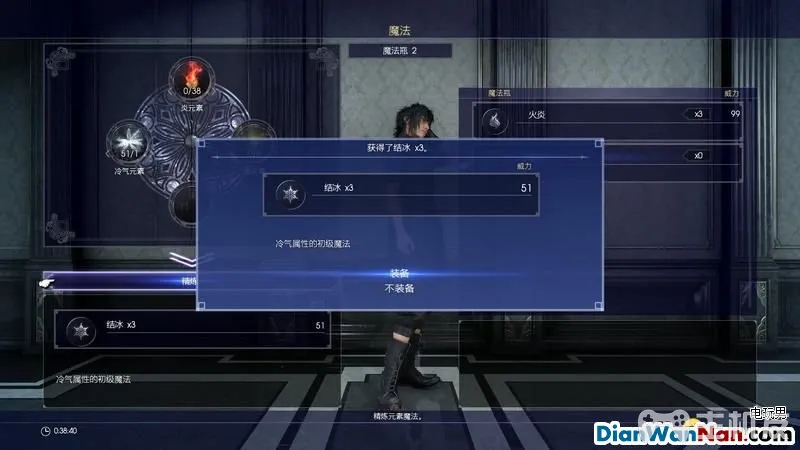 魔法
魔法瓶 2
0/38
炎元素
51/1
冷气元素
魔法瓶
威力
火炎
x3
99
x0
获得了结冰 x3。
威力
结冰 x3
51
冷气属性的初级魔法
装备
不装备
精炼
结冰 x3
51
冷气属性的初级魔法
精炼元素魔法。
0:38:40
电玩男
DianWanNan.com